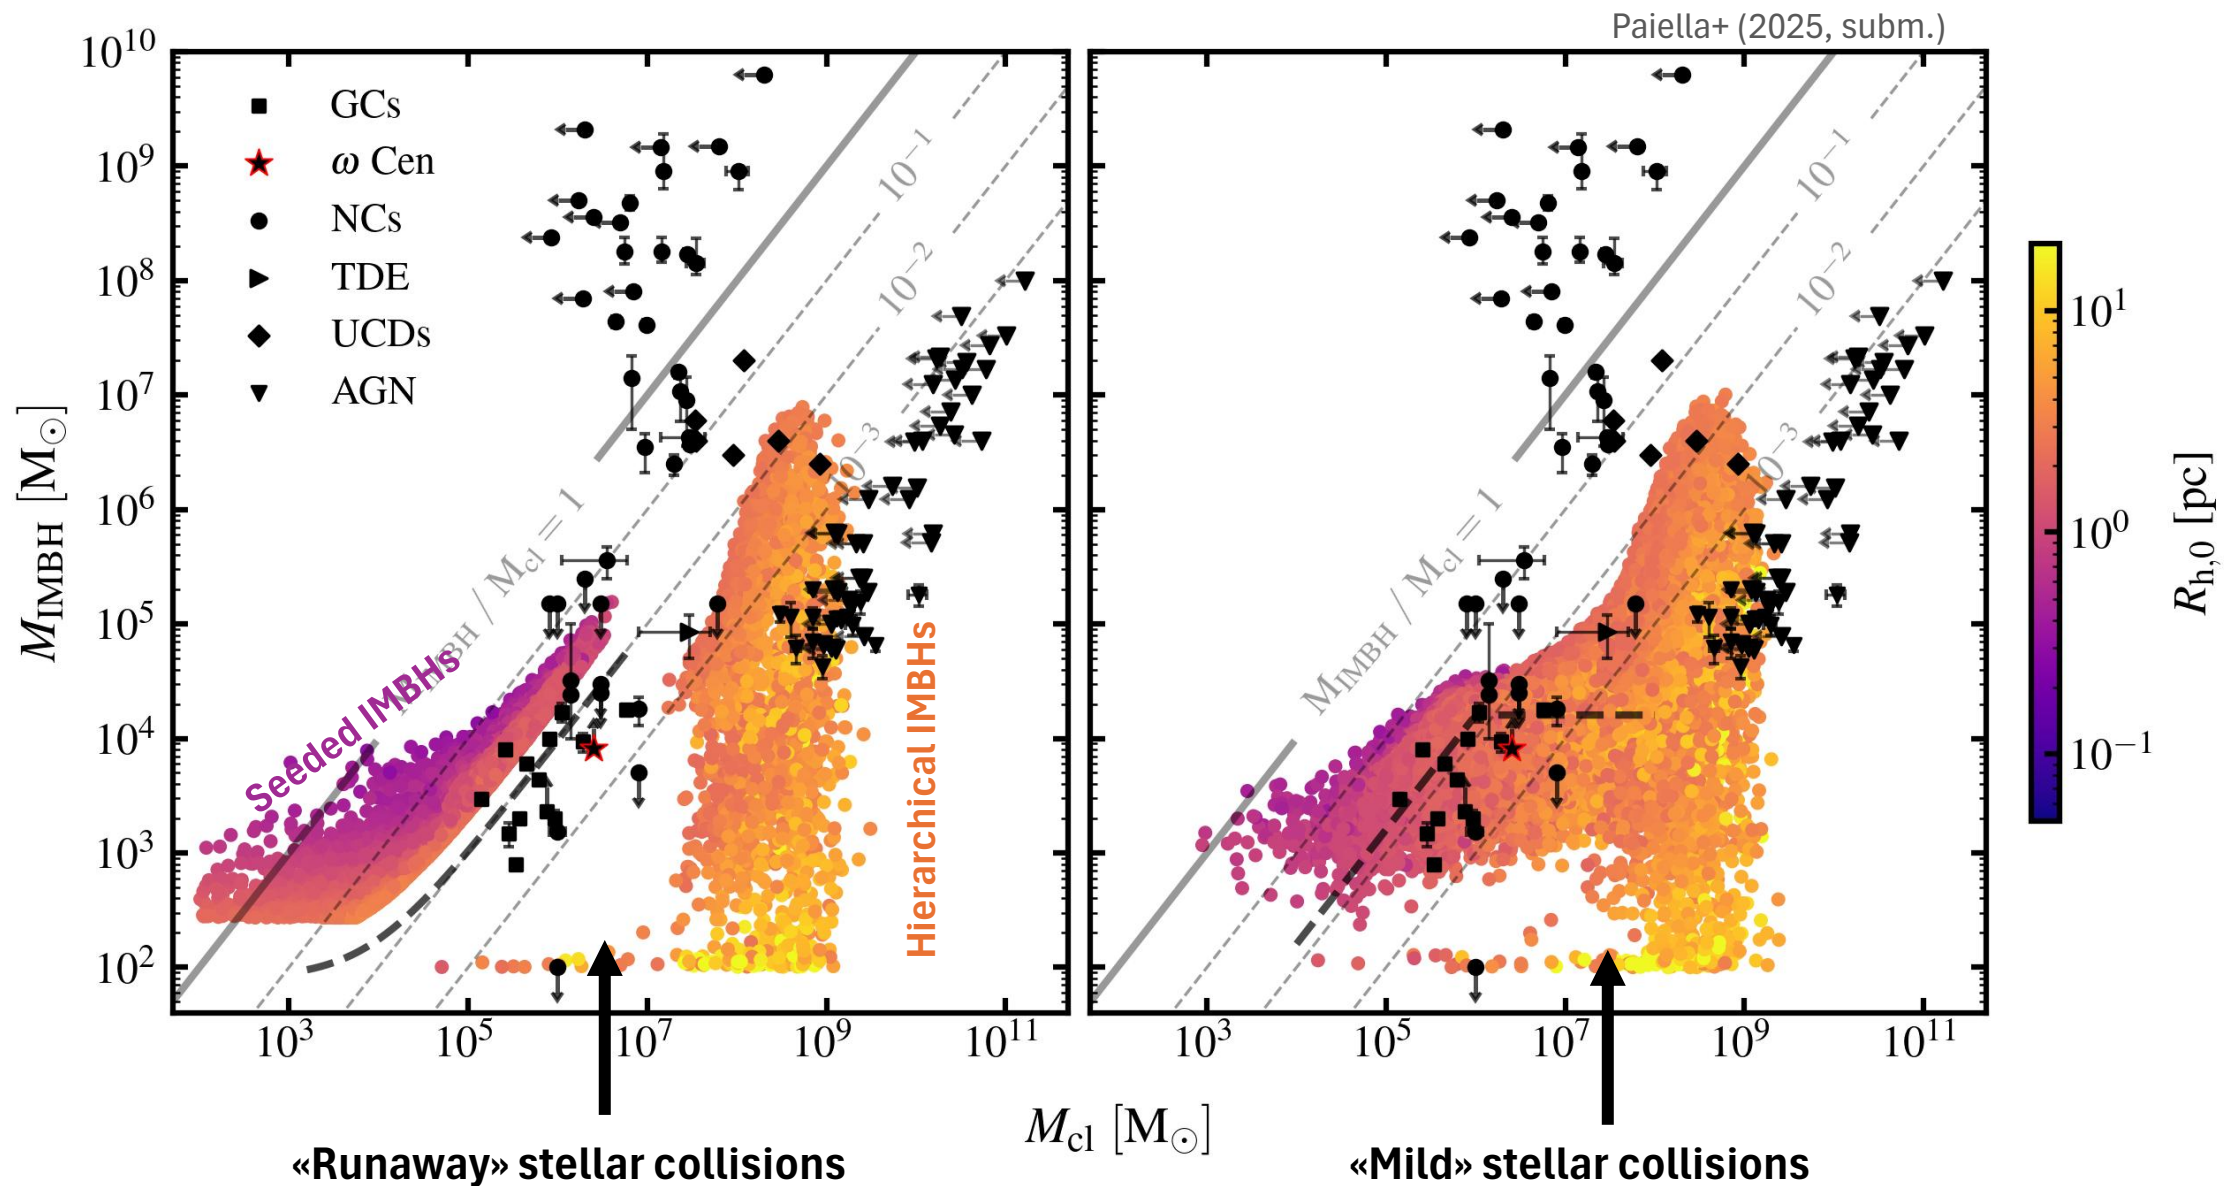 Paiella+ (2025, subm.)
10¹⁰
10⁹
10⁸
10⁷
10⁶
10⁵
10⁴
10³
10²
M_IMBH [M☉]
GCs
ω Cen
NCs
TDE
UCDs
AGN
10⁻¹
10⁻²
10⁻³
M_IMBH / M_cl = 1
Seeded IMBHs
Hierarchical IMBHs
10³ 10⁵ 10⁷ 10⁹ 10¹¹
10⁻¹
10⁻²
10⁻³
M_IMBH / M_cl = 1
10³ 10⁵ 10⁷ 10⁹ 10¹¹
10¹
10⁰
10⁻¹
R_h,0 [pc]
M_cl [M☉]
«Runaway» stellar collisions
«Mild» stellar collisions